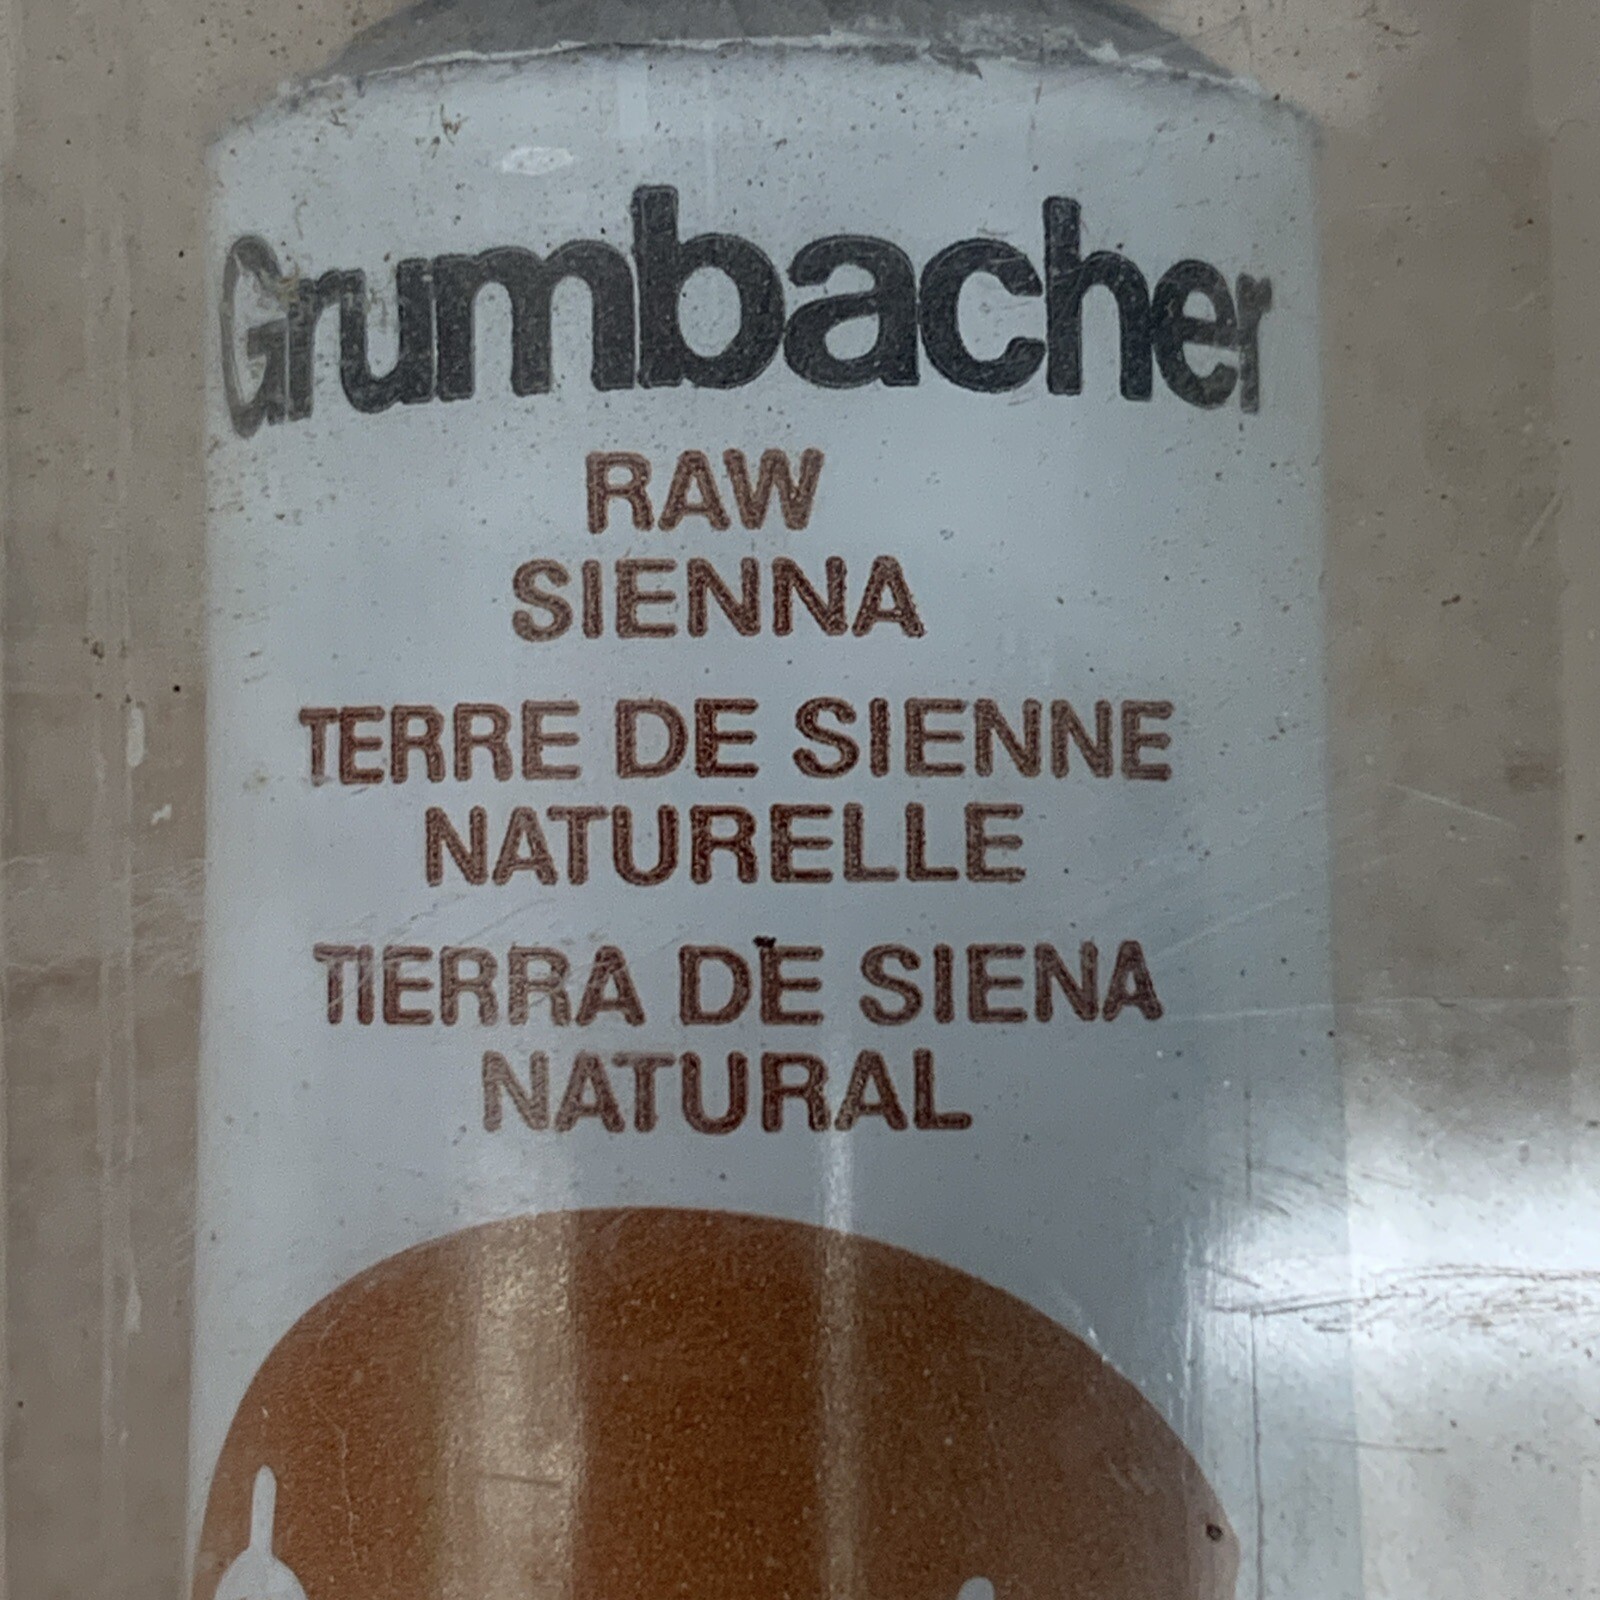 Grumbacher
RAW
SIENNA
TERRE DE SIENNE
NATURELLE
TIERRA DE SIENA
NATURAL